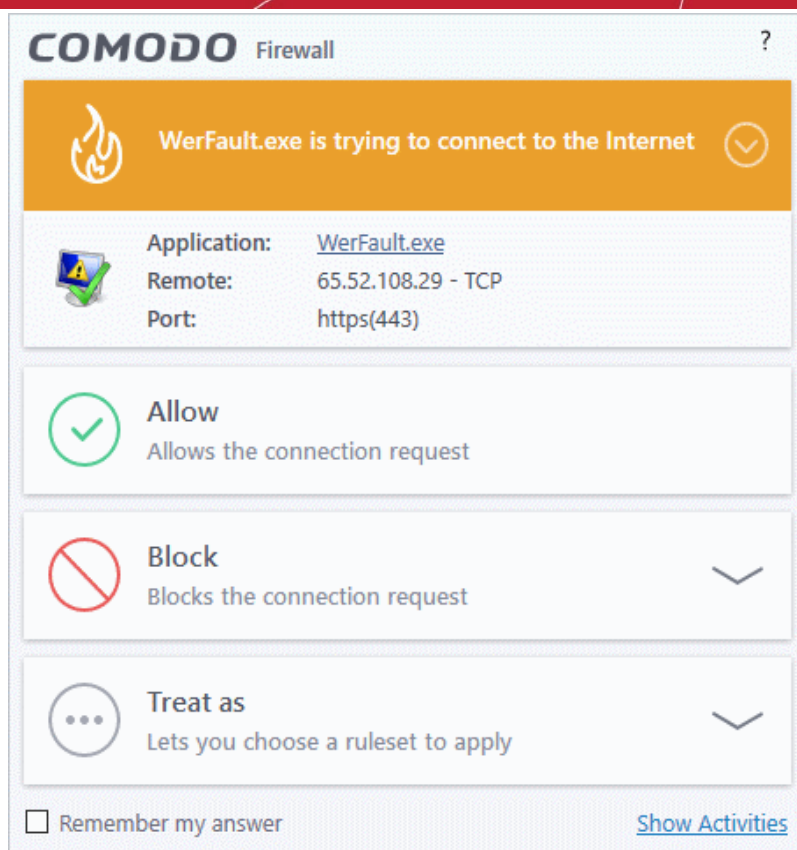 COMODO Firewall ?
WerFault.exe is trying to connect to the Internet
Application: WerFault.exe
Remote: 65.52.108.29 - TCP
Port: https(443)
Allow
Allows the connection request
Block
Blocks the connection request
Treat as
Lets you choose a ruleset to apply
Remember my answer Show Activities